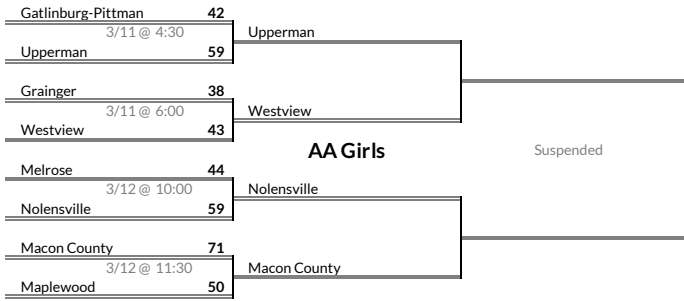 Gatlinburg-Pittman 42
3/11 @ 4:30
Upperman
Upperman 59
Grainger 38
3/11 @ 6:00
Westview
Westview 43
AA Girls
Suspended
Melrose 44
3/12 @ 10:00
Nolensville
Nolensville 59
Macon County 71
3/12 @ 11:30
Macon County
Maplewood 50